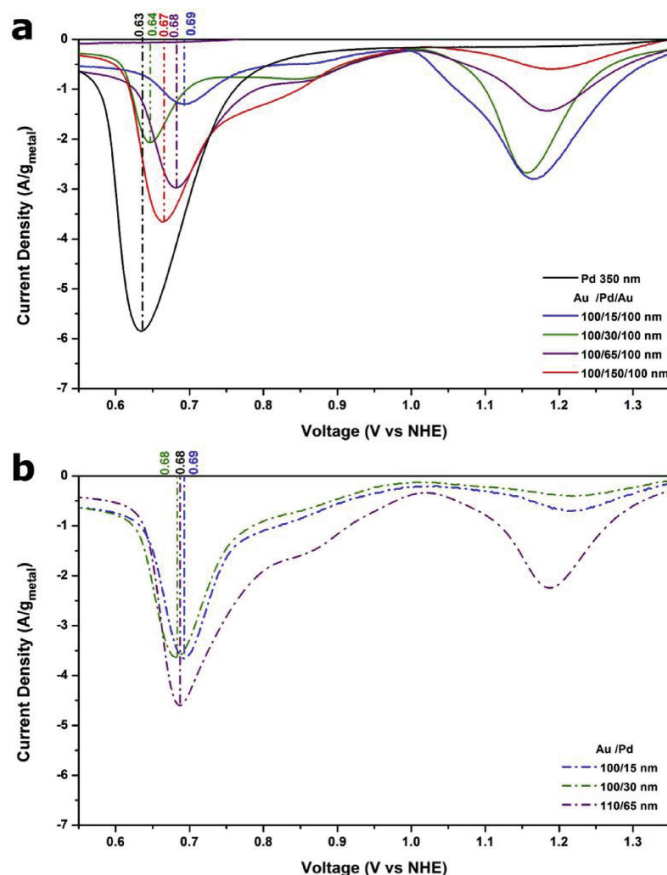 a
0.63
0.64
0.67
0.68
0.69
0
-1
-2
-3
-4
-5
-6
-7
Current Density (A/g_metal)
Pd 350 nm
Au /Pd/Au
100/15/100 nm
100/30/100 nm
100/65/100 nm
100/150/100 nm
0.6 0.7 0.8 0.9 1.0 1.1 1.2 1.3
Voltage (V vs NHE)
b
0.68
0.68
0.69
0
-1
-2
-3
-4
-5
-6
-7
Current Density (A/g_metal)
Au /Pd
100/15 nm
100/30 nm
110/65 nm
0.6 0.7 0.8 0.9 1.0 1.1 1.2 1.3
Voltage (V vs NHE)